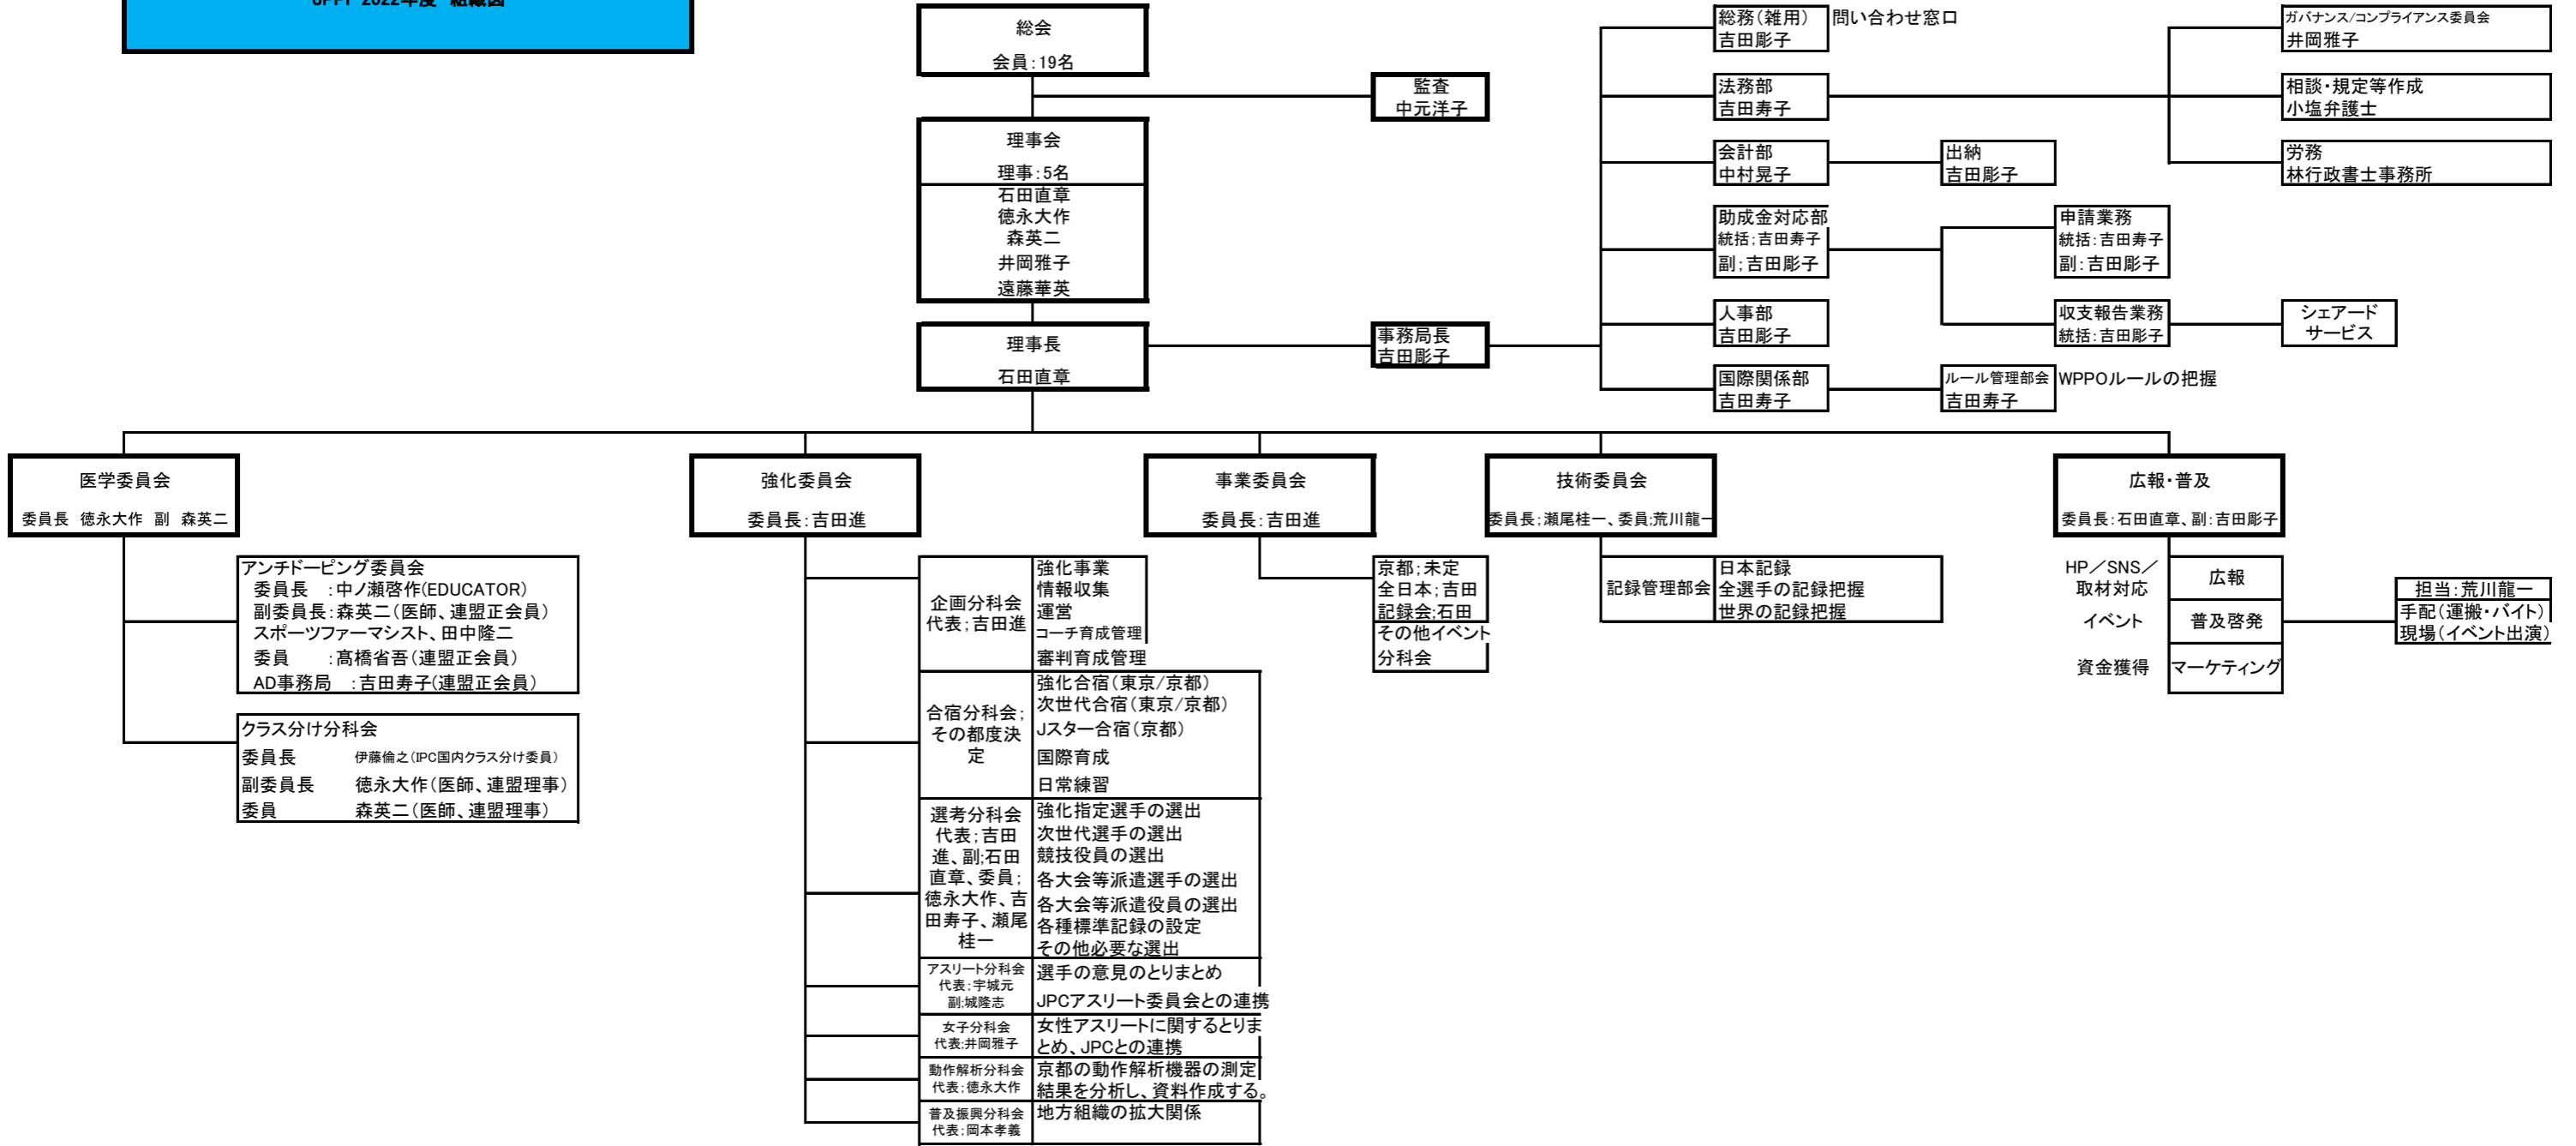 2022年度 組織図
総会
会員：19名
監査
中元洋子
理事会
理事：5名
石田直章
徳永大作
森英二
井岡雅子
遠藤華英
理事長
石田直章
事務局長
吉田彫子
総務（雑用）
吉田彫子
問い合わせ窓口
法務部
吉田寿子
会計部
中村晃子
出納
吉田彫子
助成金対応部
統括；吉田寿子
副；吉田彫子
申請業務
統括：吉田寿子
副：吉田彫子
収支報告業務
統括：吉田彫子
シェアード
サービス
人事部
吉田彫子
国際関係部
吉田寿子
ルール管理部会
吉田寿子
WPPOルールの把握
ガバナンス/コンプライアンス委員会
井岡雅子
相談・規定等作成
小塩弁護士
労務
林行政書士事務所
医学委員会
委員長 徳永大作 副 森英二
アンチドーピング委員会
委員長 ：中ノ瀬啓作(EDUCATOR)
副委員長：森英二（医師、連盟正会員）
スポーツファーマシスト、田中隆二
委員 ：髙橋省吾（連盟正会員）
AD事務局 ：吉田寿子（連盟正会員）
クラス分け分科会
委員長 伊藤倫之（IPC国内クラス分け委員）
副委員長 徳永大作（医師、連盟理事）
委員 森英二（医師、連盟理事）
強化委員会
委員長：吉田進
企画分科会
代表；吉田進
強化事業
情報収集
運営
コーチ育成管理
審判育成管理
合宿分科会；
その都度決
定
強化合宿（東京/京都）
次世代合宿（東京/京都）
Jスター合宿（京都）
国際育成
日常練習
選考分科会
代表；吉田
進、副;石田
直章、委員；
徳永大作、吉
田寿子、瀬尾
桂一
強化指定選手の選出
次世代選手の選出
競技役員の選出
各大会等派遣選手の選出
各大会等派遣役員の選出
各種標準記録の設定
その他必要な選出
アスリート分科会
代表；宇城元
副;城隆志
選手の意見のとりまとめ
JPCアスリート委員会との連携
女子分科会
代表;井岡雅子
女性アスリートに関するとりま
とめ、JPCとの連携
動作解析分科会
代表；徳永大作
京都の動作解析機器の測定
結果を分析し、資料作成する。
普及振興分科会
代表；岡本孝義
地方組織の拡大関係
事業委員会
委員長：吉田進
京都；未定
全日本；吉田
記録会；石田
その他イベント
分科会
技術委員会
委員長；瀬尾桂一、委員；荒川龍一
記録管理部会
日本記録
全選手の記録把握
世界の記録把握
広報・普及
委員長：石田直章、副：吉田彫子
HP／SNS／
取材対応
広報
イベント
普及啓発
資金獲得
マーケティング
担当：荒川龍一
手配（運搬・バイト）
現場（イベント出演）